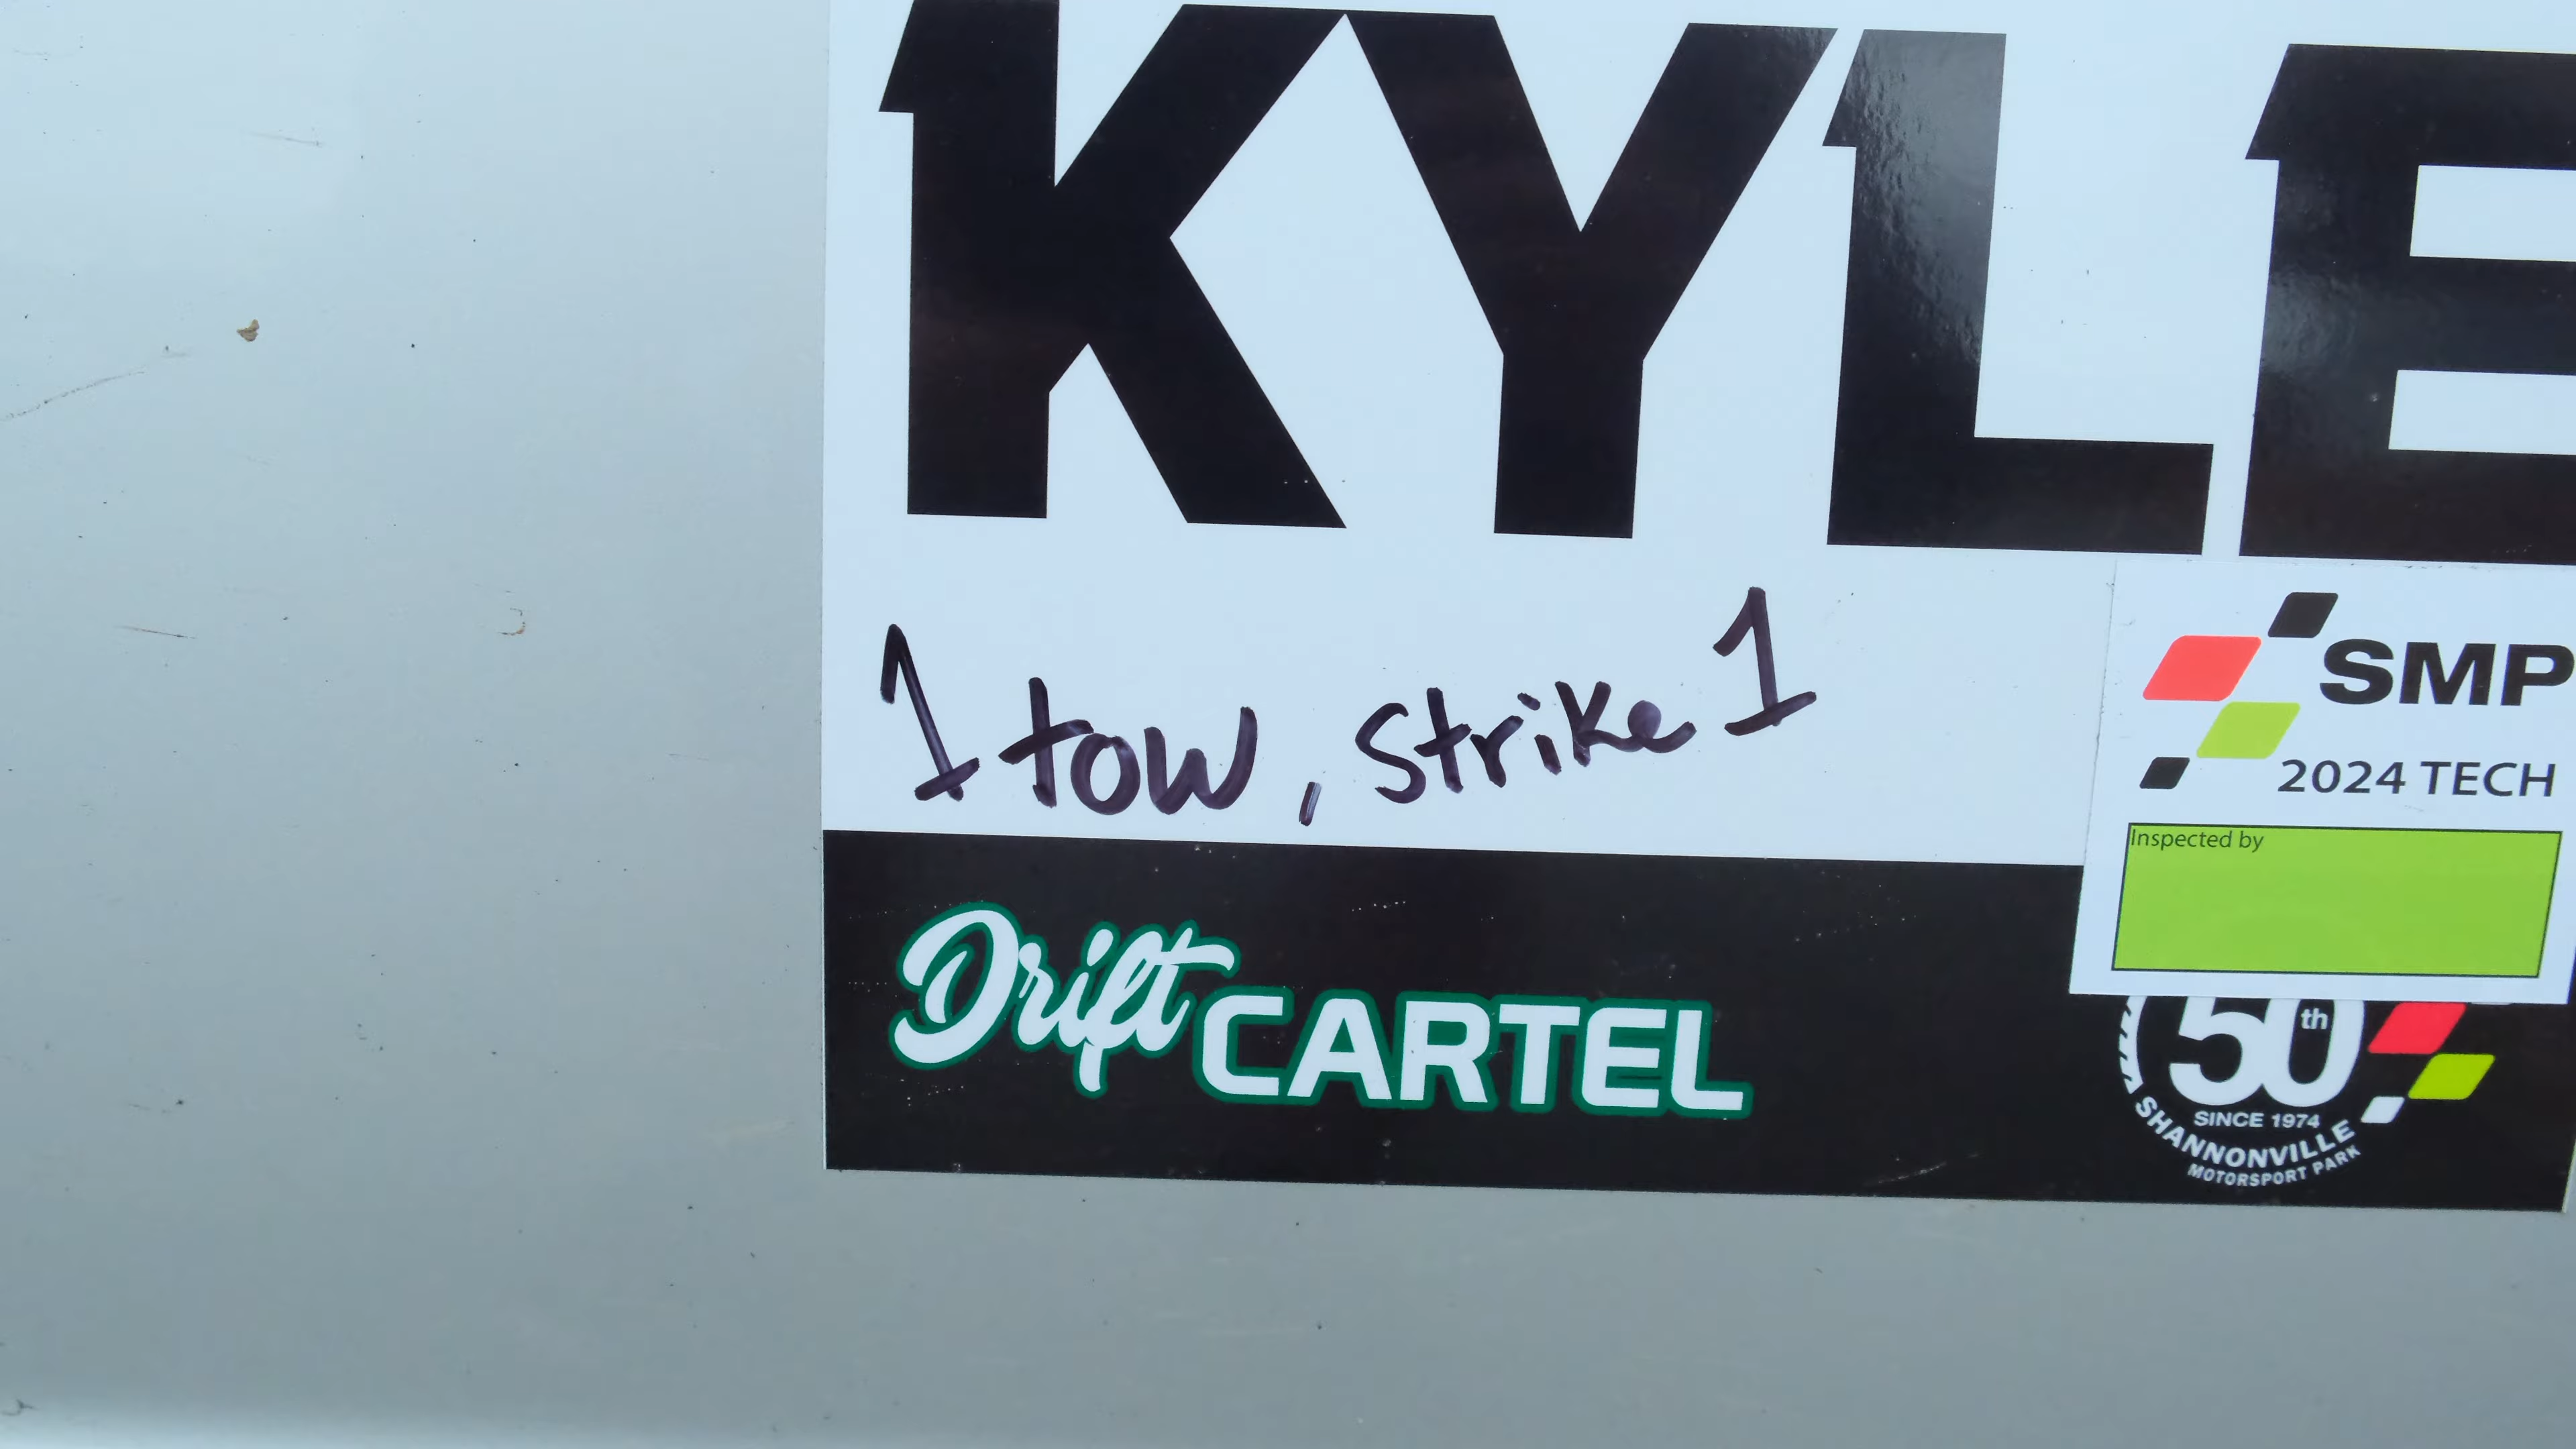 KYLE
1 tow, strike 1
SMP
2024 TECH
Inspected by
Drift CARTEL
50th
SINCE 1974
SHANNONVILLE
MOTORSPORT PARK